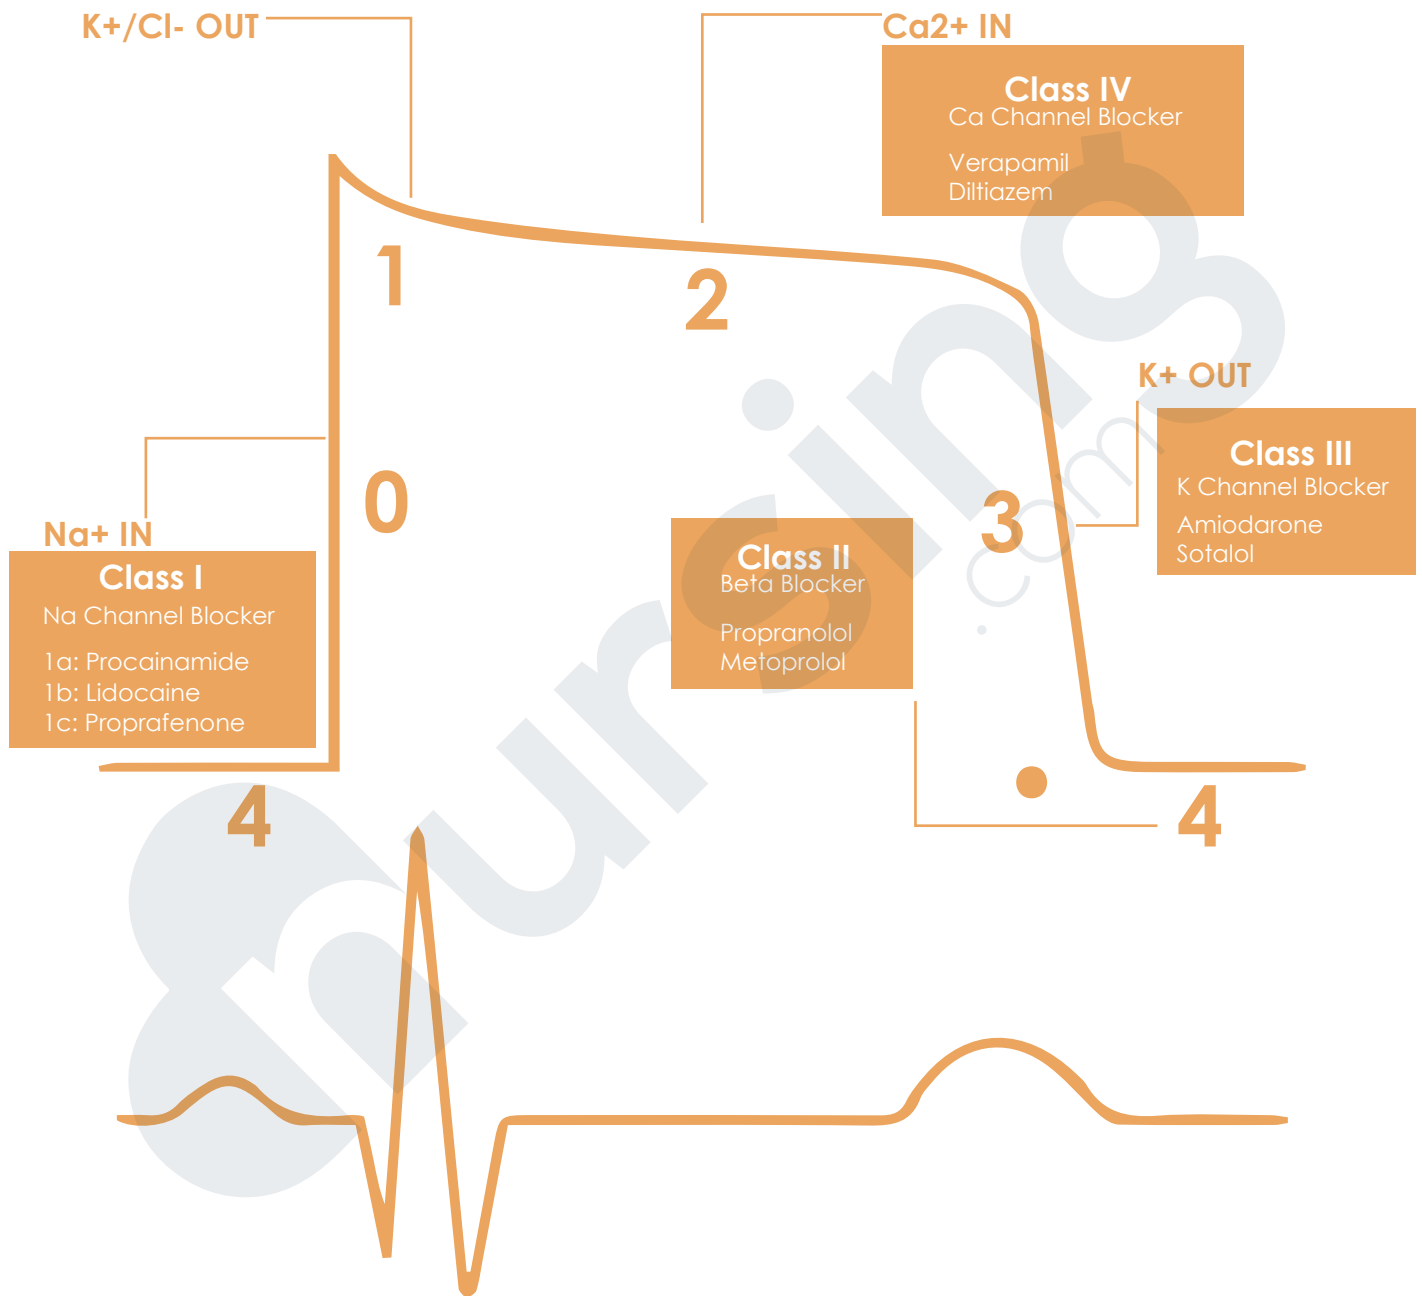 K+/Cl- OUT
Ca2+ IN
Class IV
Ca Channel Blocker
Verapamil
Diltiazem
1
2
K+ OUT
Class III
K Channel Blocker
Amiodarone
Sotalol
0
3
Na+ IN
Class I
Na Channel Blocker
1a: Procainamide
1b: Lidocaine
1c: Proprafenone
Class II
Beta Blocker
Propranolol
Metoprolol
4
4
nursing
.com